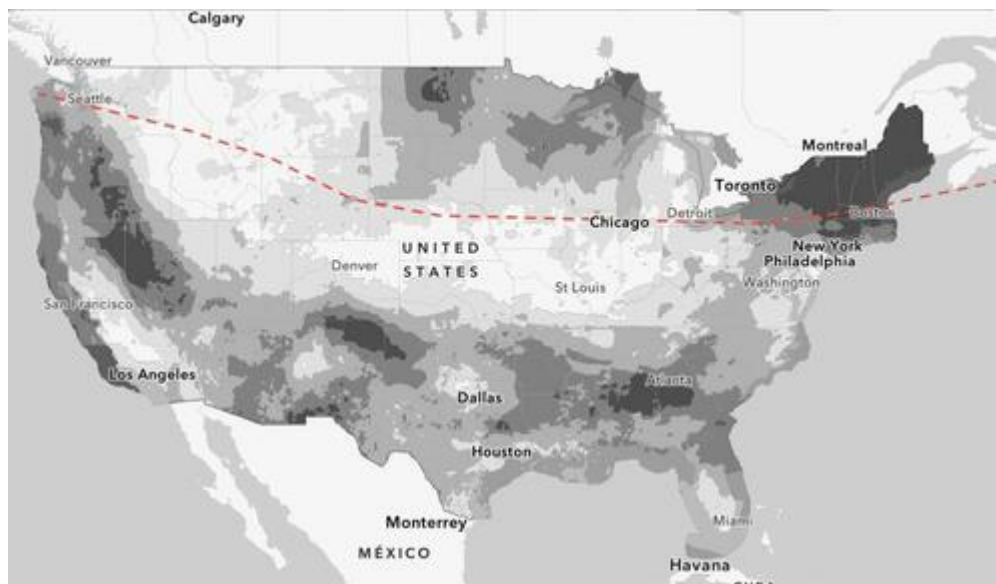 Calgary
Vancouver
Seattle
Montreal
Toronto
Boston
Detroit
Chicago
New York
UNITED
STATES
Philadelphia
Denver
Washington
St Louis
San Francisco
Los Angeles
Atlanta
Dallas
Houston
Miami
Monterrey
MÉXICO
Havana